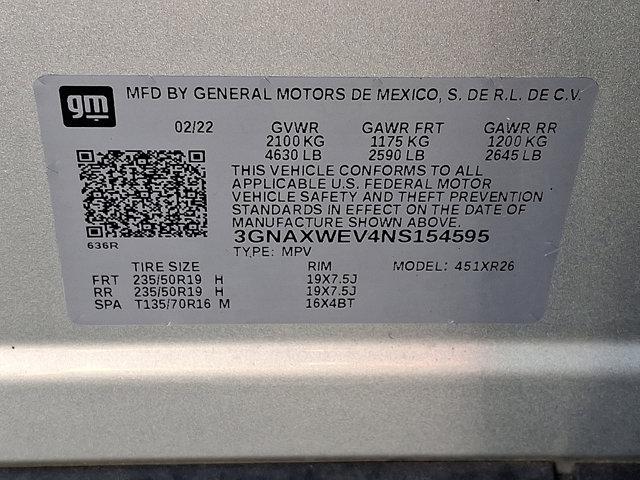 gm MFD BY GENERAL MOTORS DE MEXICO, S. DE R.L. DE C.V.
02/22 GVWR GAWR FRT GAWR RR
2100 KG 1175 KG 1200 KG
4630 LB 2590 LB 2645 LB
THIS VEHICLE CONFORMS TO ALL
APPLICABLE U.S. FEDERAL MOTOR
VEHICLE SAFETY AND THEFT PREVENTION
STANDARDS IN EFFECT ON THE DATE OF
MANUFACTURE SHOWN ABOVE.
3GNAXWEV4NS154595
636R
TYPE: MPV
TIRE SIZE RIM MODEL: 451XR26
FRT 235/50R19 H 19X7.5J
RR 235/50R19 H 19X7.5J
SPA T135/70R16 M 16X4BT